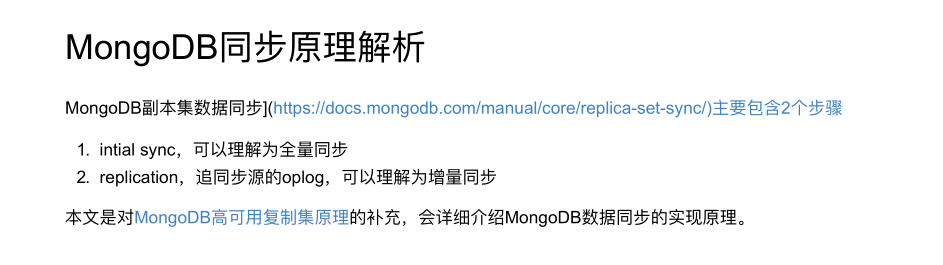 MongoDB同步原理解析
MongoDB副本集数据同步](https://docs.mongodb.com/manual/core/replica-set-sync/)主要包含2个步骤
1. intial sync，可以理解为全量同步
2. replication，追同步源的oplog，可以理解为增量同步
本文是对MongoDB高可用复制集原理的补充，会详细介绍MongoDB数据同步的实现原理。